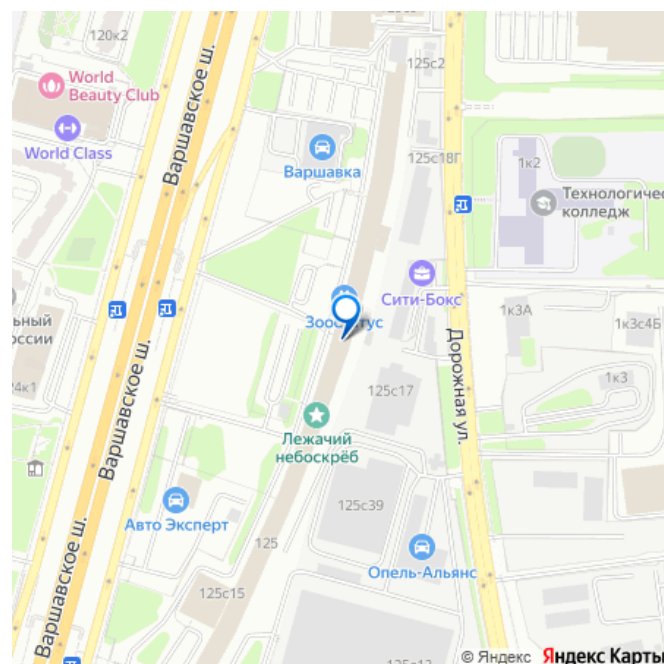 120к2
125с2
World
Beauty Club
World Class
Варшавское ш.
Варшавка
125с18Г
1к2
Технологичес
колледж
Сити-Бокс
льный
оссии
24к1
1к3А
1к3с4Б
Дорожная ул.
125с17
1к3
Варшавское ш.
Лежачий
небоскрёб
Авто Эксперт
125с39
125
Опель-Альянс
125с15
Варшавское ш.
© Яндекс Яндекс Карты